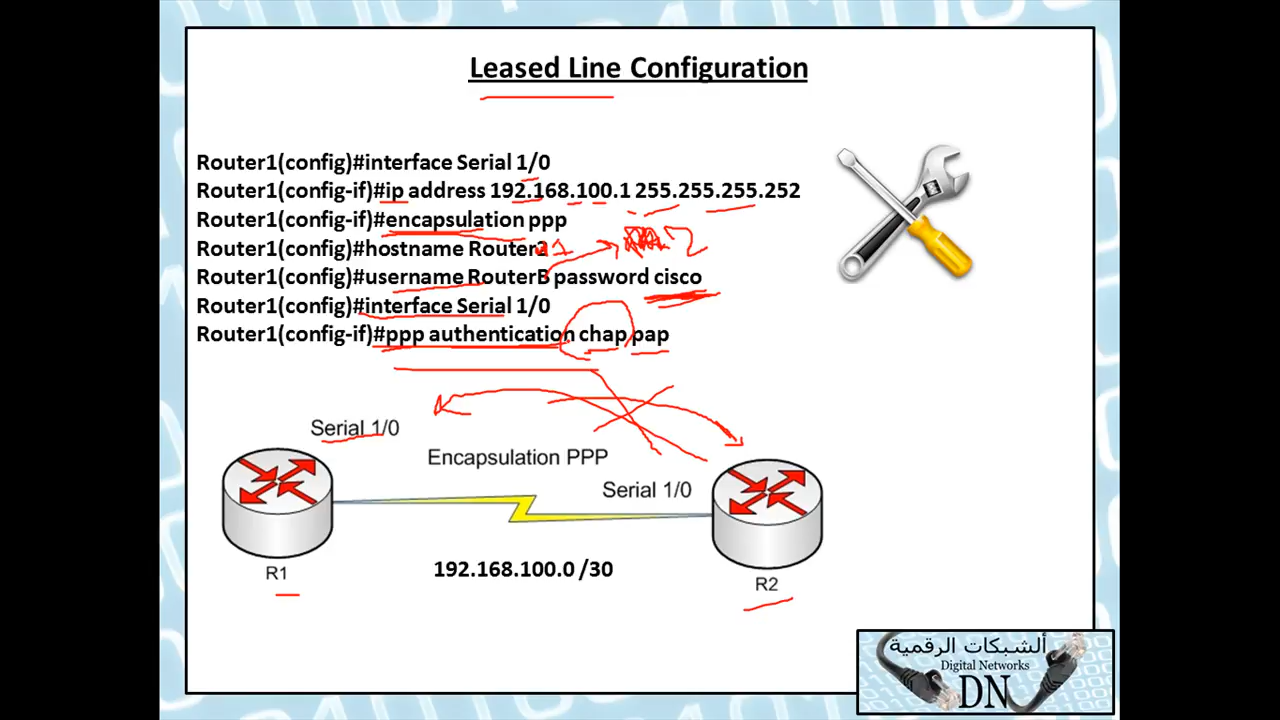 Leased Line Configuration
Router1(config)#interface Serial 1/0
Router1(config-if)#ip address 192.168.100.1 255.255.255.252
Router1(config-if)#encapsulation ppp
Router1(config)#hostname Router2 1
Router1(config)#username RouterB password cisco
2
Router1(config)#interface Serial 1/0
Router1(config-if)#ppp authentication chap pap
Serial 1/0
Encapsulation PPP
Serial 1/0
R1
192.168.100.0 /30
R2
ألشبكات الرقمية
Digital Networks
DN